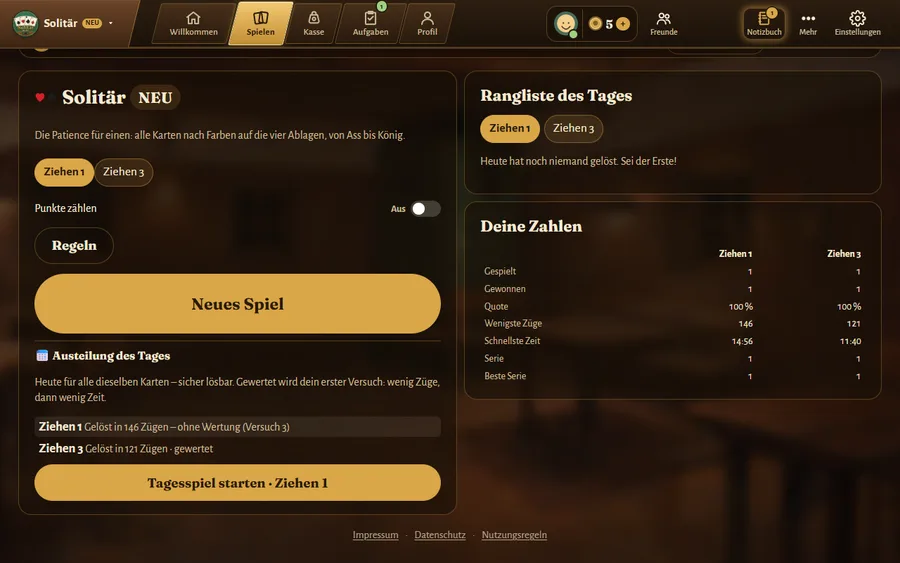 Solitär NEU
Willkommen
Spielen
Kasse
1
Aufgaben
Profil
5 +
Freunde
1
Notizbuch
Mehr
Einstellungen
Solitär NEU
Die Patience für einen: alle Karten nach Farben auf die vier Ablagen, von Ass bis König.
Ziehen 1 Ziehen 3
Punkte zählen Aus
Regeln
Neues Spiel
Austeilung des Tages
Heute für alle dieselben Karten – sicher lösbar. Gewertet wird dein erster Versuch: wenig Züge,
dann wenig Zeit.
Ziehen 1 Gelöst in 146 Zügen – ohne Wertung (Versuch 3)
Ziehen 3 Gelöst in 121 Zügen · gewertet
Tagesspiel starten · Ziehen 1
Rangliste des Tages
Ziehen 1 Ziehen 3
Heute hat noch niemand gelöst. Sei der Erste!
Deine Zahlen
Ziehen 1 Ziehen 3
Gespielt 1 1
Gewonnen 1 1
Quote 100 % 100 %
Wenigste Züge 146 121
Schnellste Zeit 14:56 11:40
Serie 1 1
Beste Serie 1 1
Impressum · Datenschutz · Nutzungsregeln